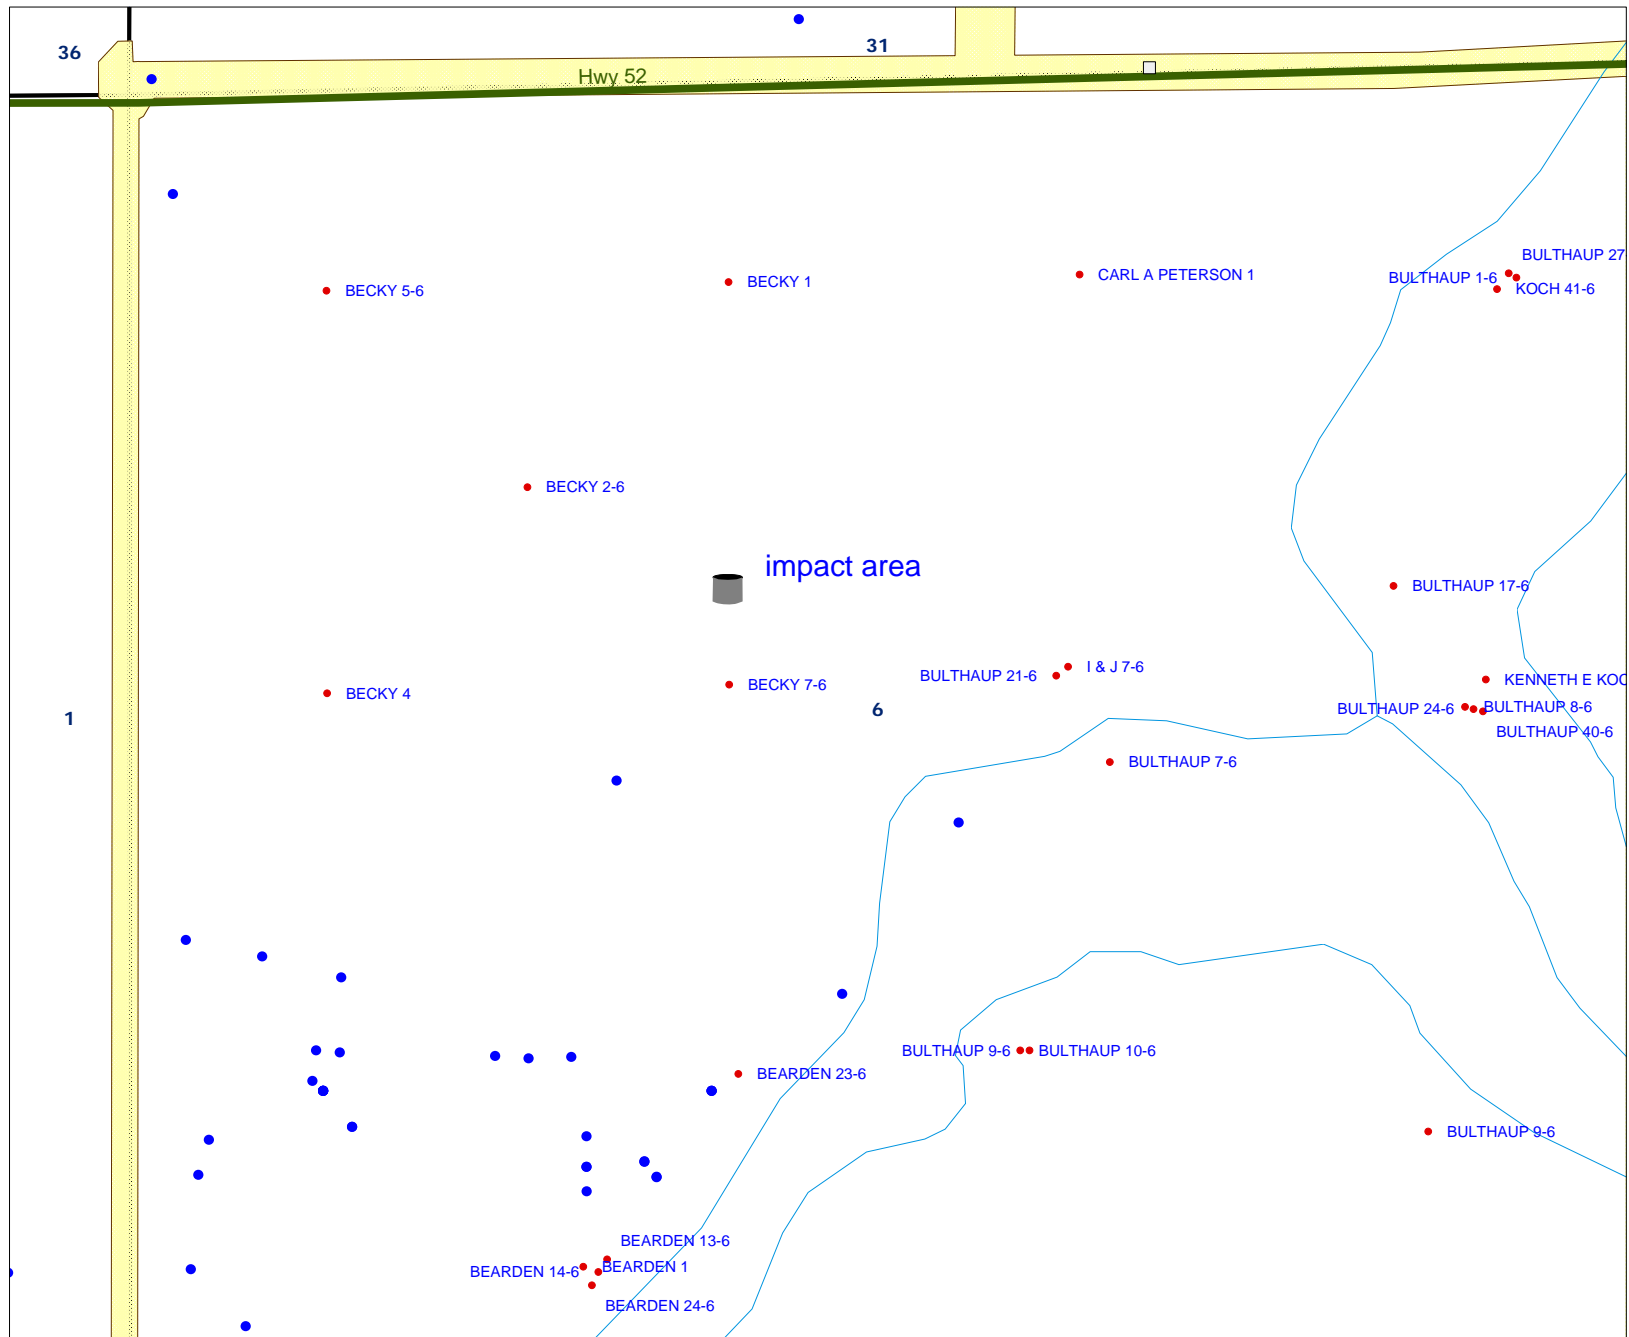 36
31
Hwy 52
BULTHAUP 27-
BECKY 5-6
BECKY 1
CARL A PETERSON 1
BULTHAUP 1-6
KOCH 41-6
BECKY 2-6
impact area
BULTHAUP 17-6
BULTHAUP 21-6
I & J 7-6
BECKY 4
BECKY 7-6
KENNETH E KOC
1
6
BULTHAUP 24-6
BULTHAUP 8-6
BULTHAUP 40-6
BULTHAUP 7-6
BULTHAUP 9-6
BULTHAUP 10-6
BEARDEN 23-6
BULTHAUP 9-6
BEARDEN 13-6
BEARDEN 14-6
BEARDEN 1
BEARDEN 24-6